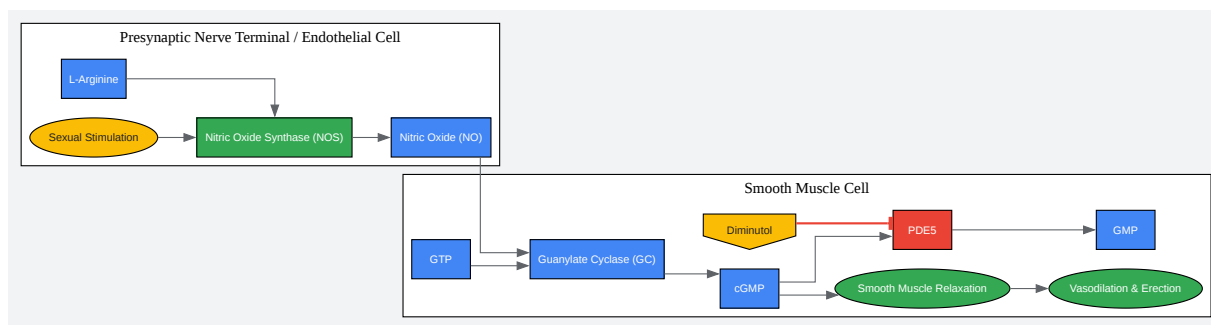 Presynaptic Nerve Terminal / Endothelial Cell
L-Arginine
Sexual Stimulation
Nitric Oxide Synthase (NOS)
Nitric Oxide (NO)
Smooth Muscle Cell
Diminutol
PDE5
GMP
GTP
Guanylate Cyclase (GC)
cGMP
Smooth Muscle Relaxation
Vasodilation & Erection